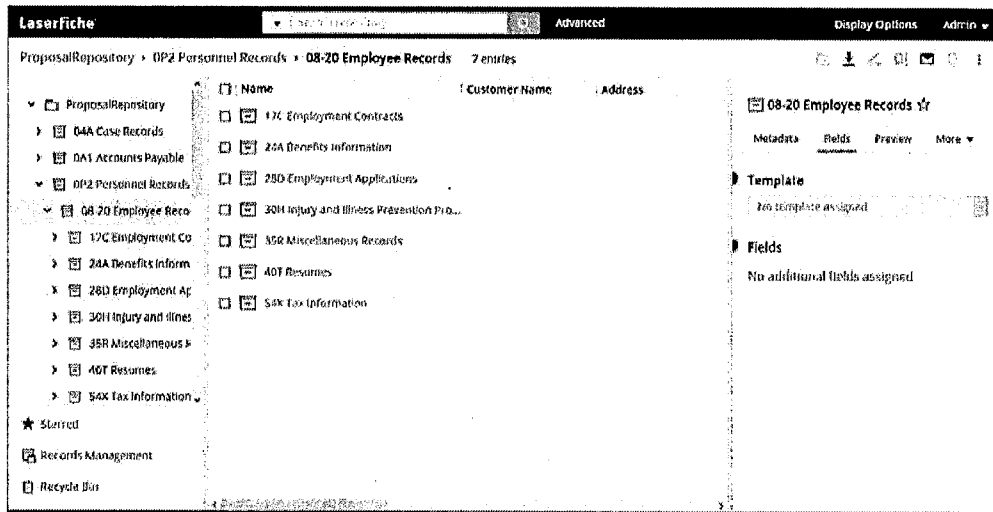 Laserfiche
Advanced
Display Options
Admin
ProposalRepository › 0P2 Personnel Records › 08-20 Employee Records 7 entries
ProposalRepository
04A Case Records
0A1 Accounts Payable
0P2 Personnel Records
08-20 Employee Reco
17C Employment Co
24A Benefits Inform
28D Employment Ap
30H Injury and Illnes
35R Miscellaneous R
40T Resumes
54X Tax Information
Starred
Records Management
Recycle Bin
Name Customer Name Address
17C Employment Contracts
24A Benefits Information
28D Employment Applications
30H Injury and Illness Prevention Pro...
35R Miscellaneous Records
40T Resumes
54X Tax Information
08-20 Employee Records
Metadata Fields Preview More
Template
No template assigned
Fields
No additional fields assigned